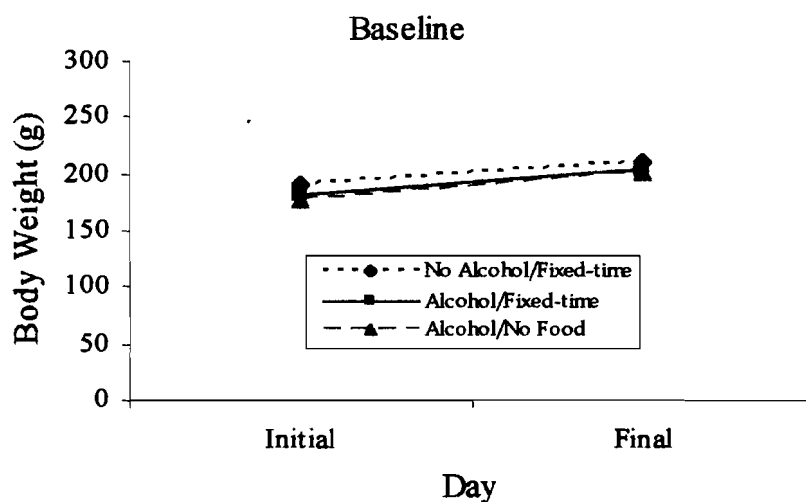 Baseline
300
250
200
150
100
50
0
Body Weight (g)
No Alcohol/Fixed-time
Alcohol/Fixed-time
Alcohol/No Food
Initial
Final
Day